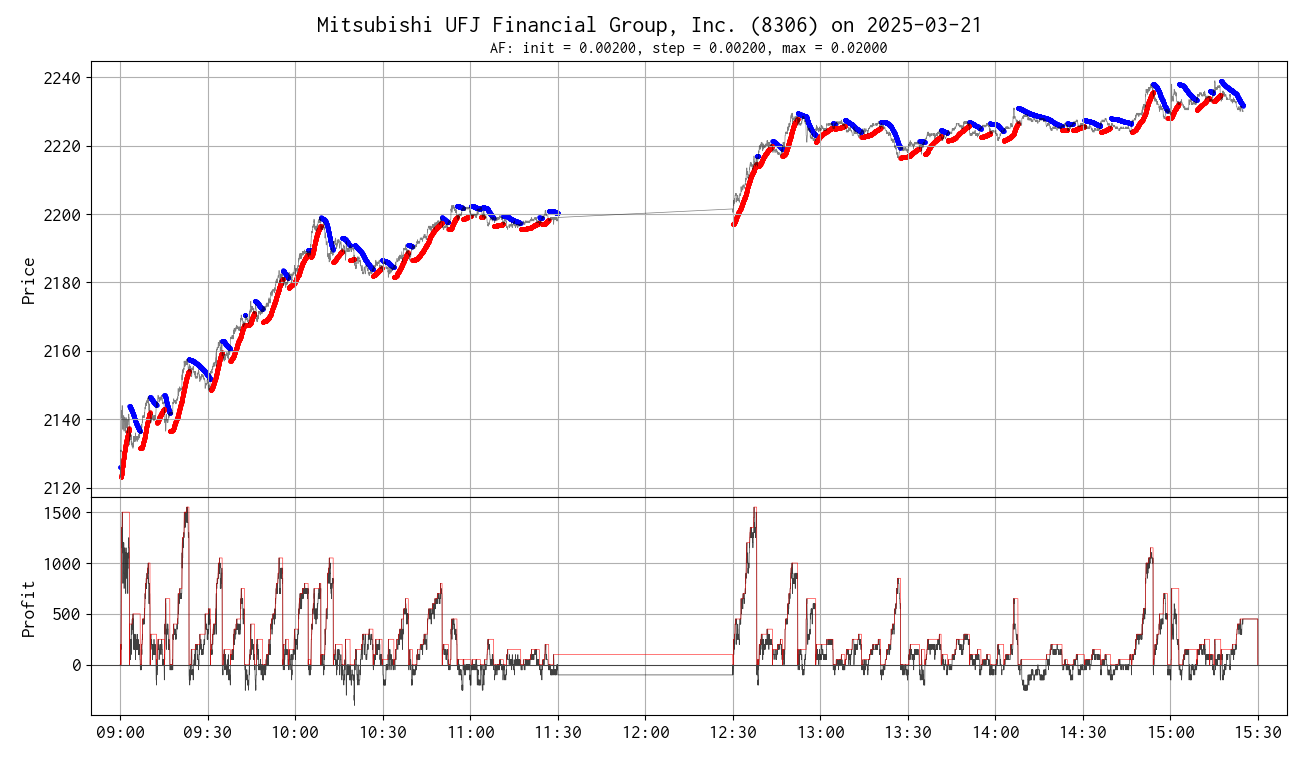 Mitsubishi UFJ Financial Group, Inc. (8306) on 2025-03-21
AF: init = 0.00200, step = 0.00200, max = 0.02000
Price
2240
2220
2200
2180
2160
2140
2120
Profit
1500
1000
500
0
09:00 09:30 10:00 10:30 11:00 11:30 12:00 12:30 13:00 13:30 14:00 14:30 15:00 15:30